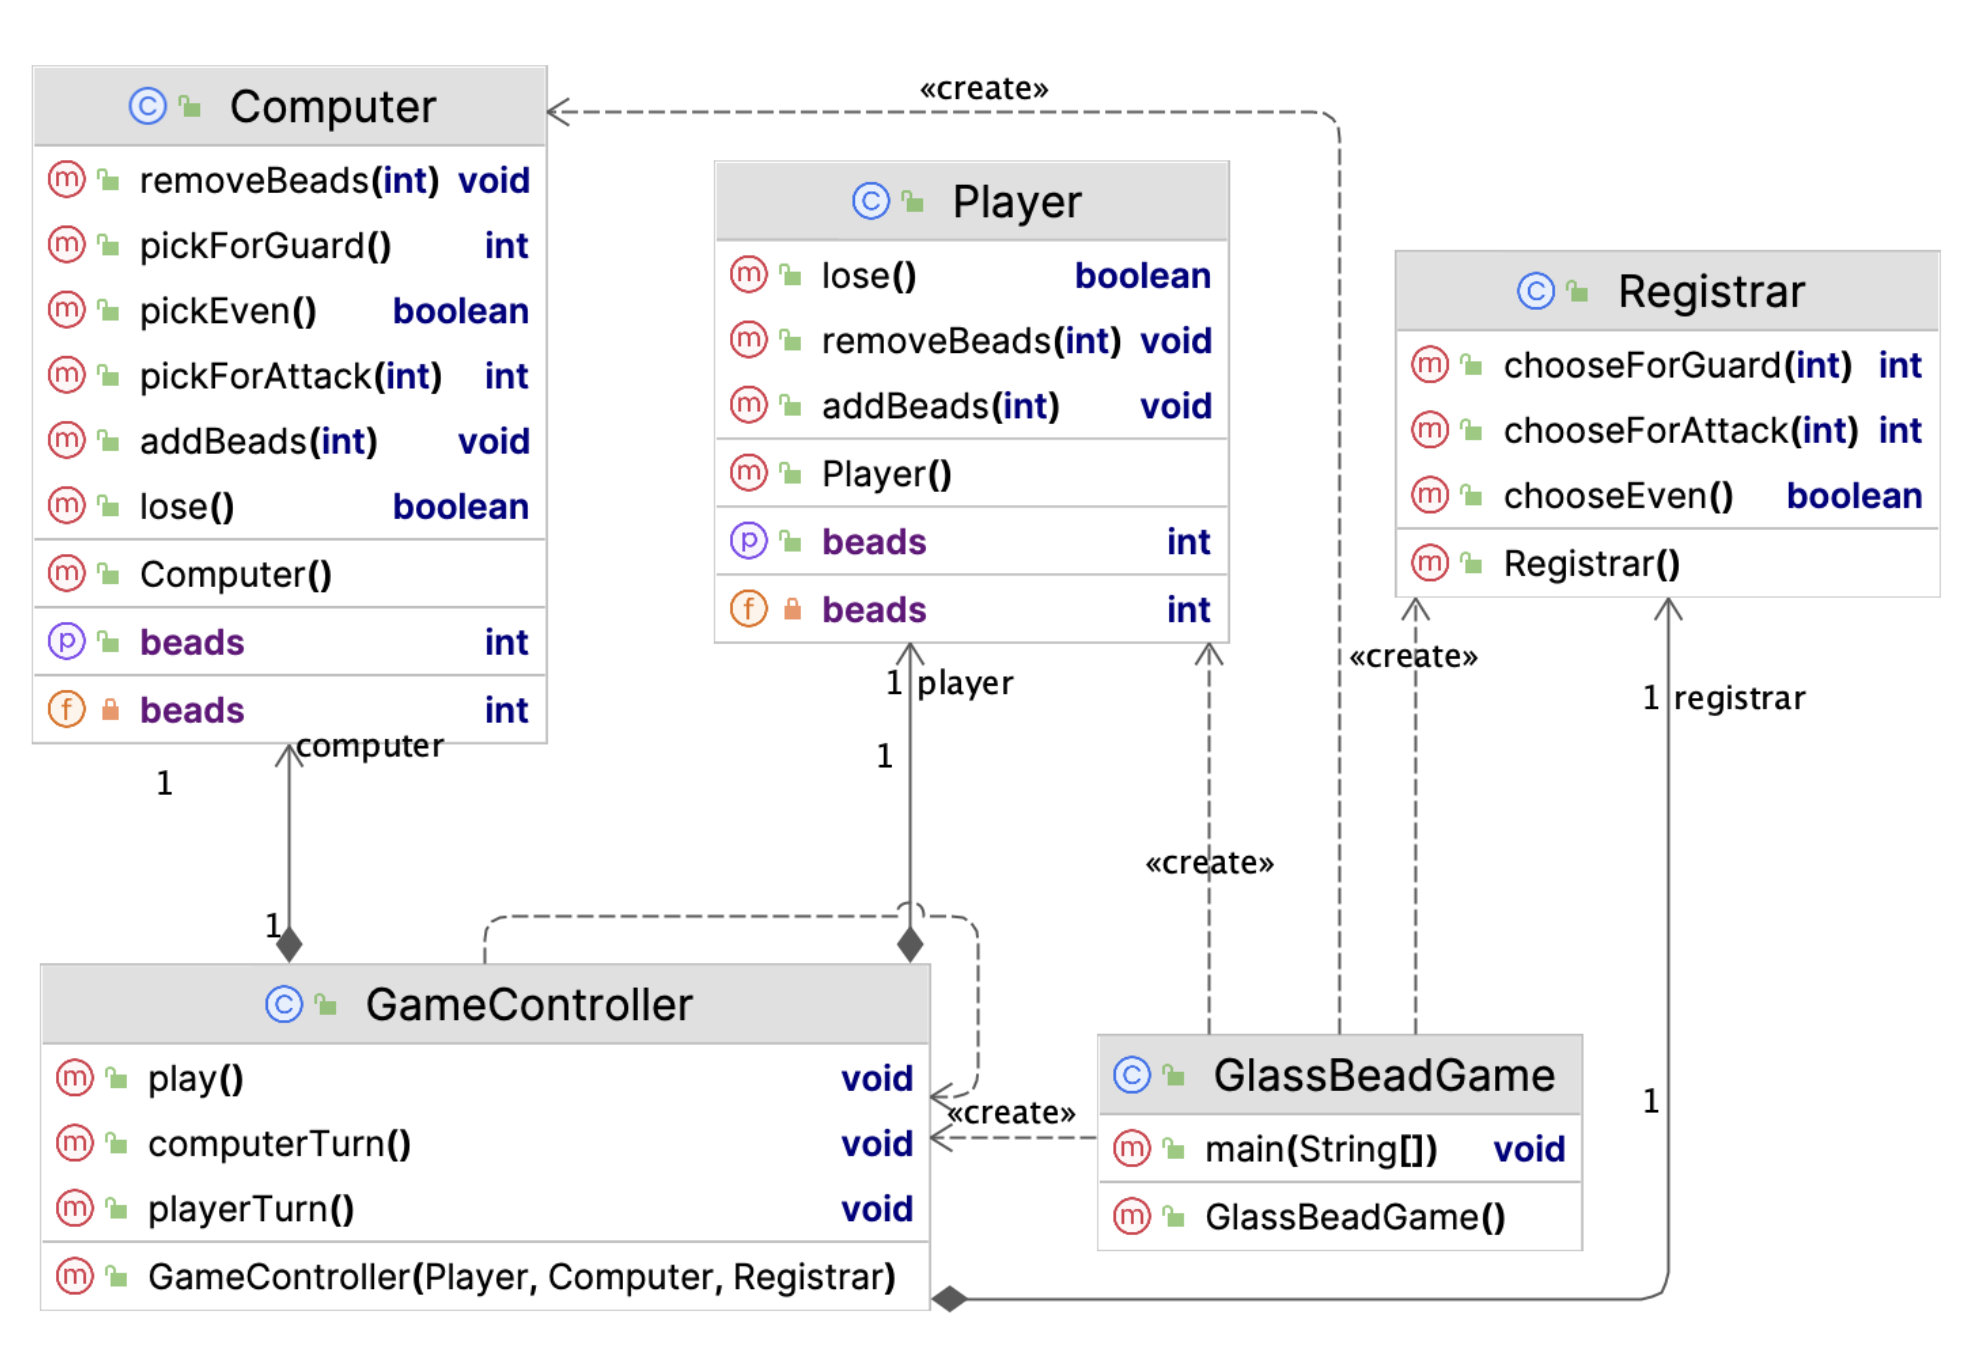 Computer
removeBeads(int) void
pickForGuard() int
pickEven() boolean
pickForAttack(int) int
addBeads(int) void
lose() boolean
Computer()
beads int
beads int
«create»
Player
lose() boolean
removeBeads(int) void
addBeads(int) void
Player()
beads int
beads int
Registrar
chooseForGuard(int) int
chooseForAttack(int) int
chooseEven() boolean
Registrar()
«create»
1 player
1 registrar
computer
1
1
«create»
1
GameController
play() void
computerTurn() void
playerTurn() void
GameController(Player, Computer, Registrar)
«create»
GlassBeadGame
main(String[]) void
GlassBeadGame()
1